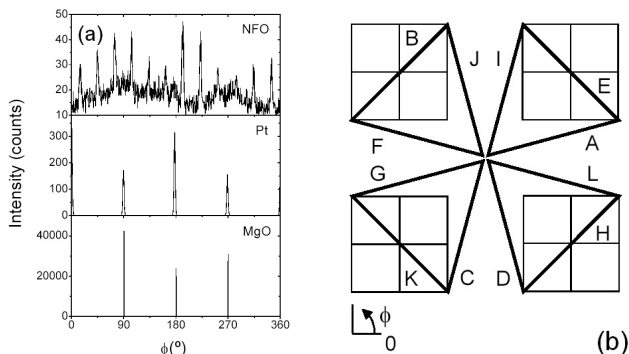 (a)
NFO
50
40
30
20
10
Pt
300
200
100
0
MgO
40000
20000
0
0 90 180 270 360
ϕ(º)
Intensity (counts)
B J I E
F A
G L
K C D H
ϕ
0
(b)